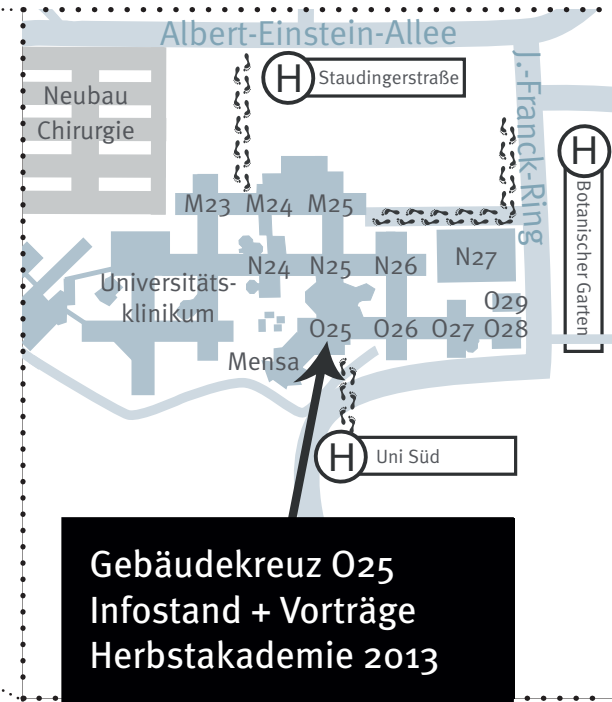 Albert-Einstein-Allee
H Staudingerstraße
J.-Franck-Ring
Neubau
Chirurgie
H Botanischer Garten
M23 M24 M25
N24 N25 N26 N27
Universitäts-
klinikum
O29
O25 O26 O27 O28
Mensa
H Uni Süd
Gebäudekreuz O25
Infostand + Vorträge
Herbstakademie 2013